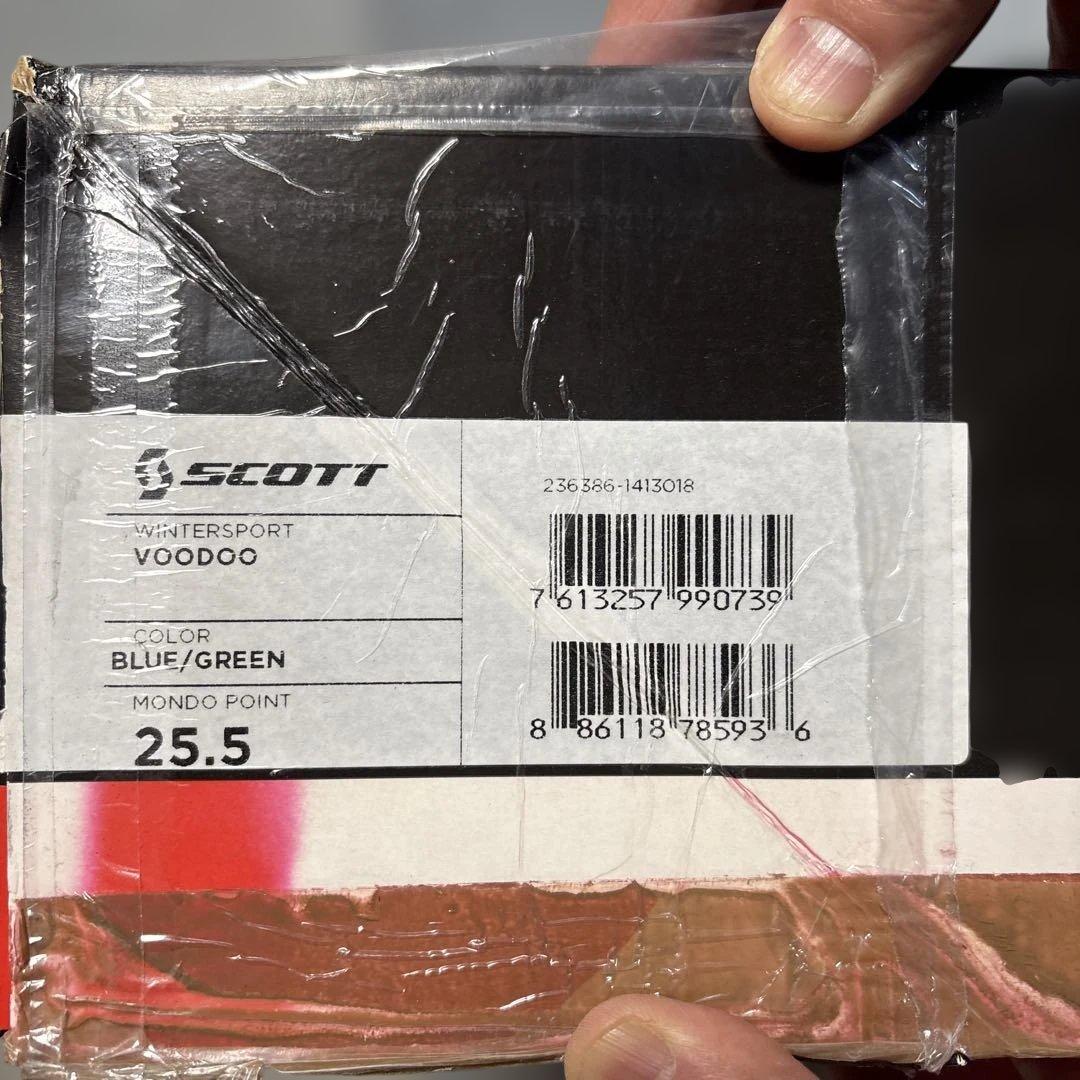 SCOTT
WINTERSPORT
VOODOO
COLOR
BLUE/GREEN
MONDO POINT
25.5
236386-1413018
7 613257 990739
8 86118 78593 6